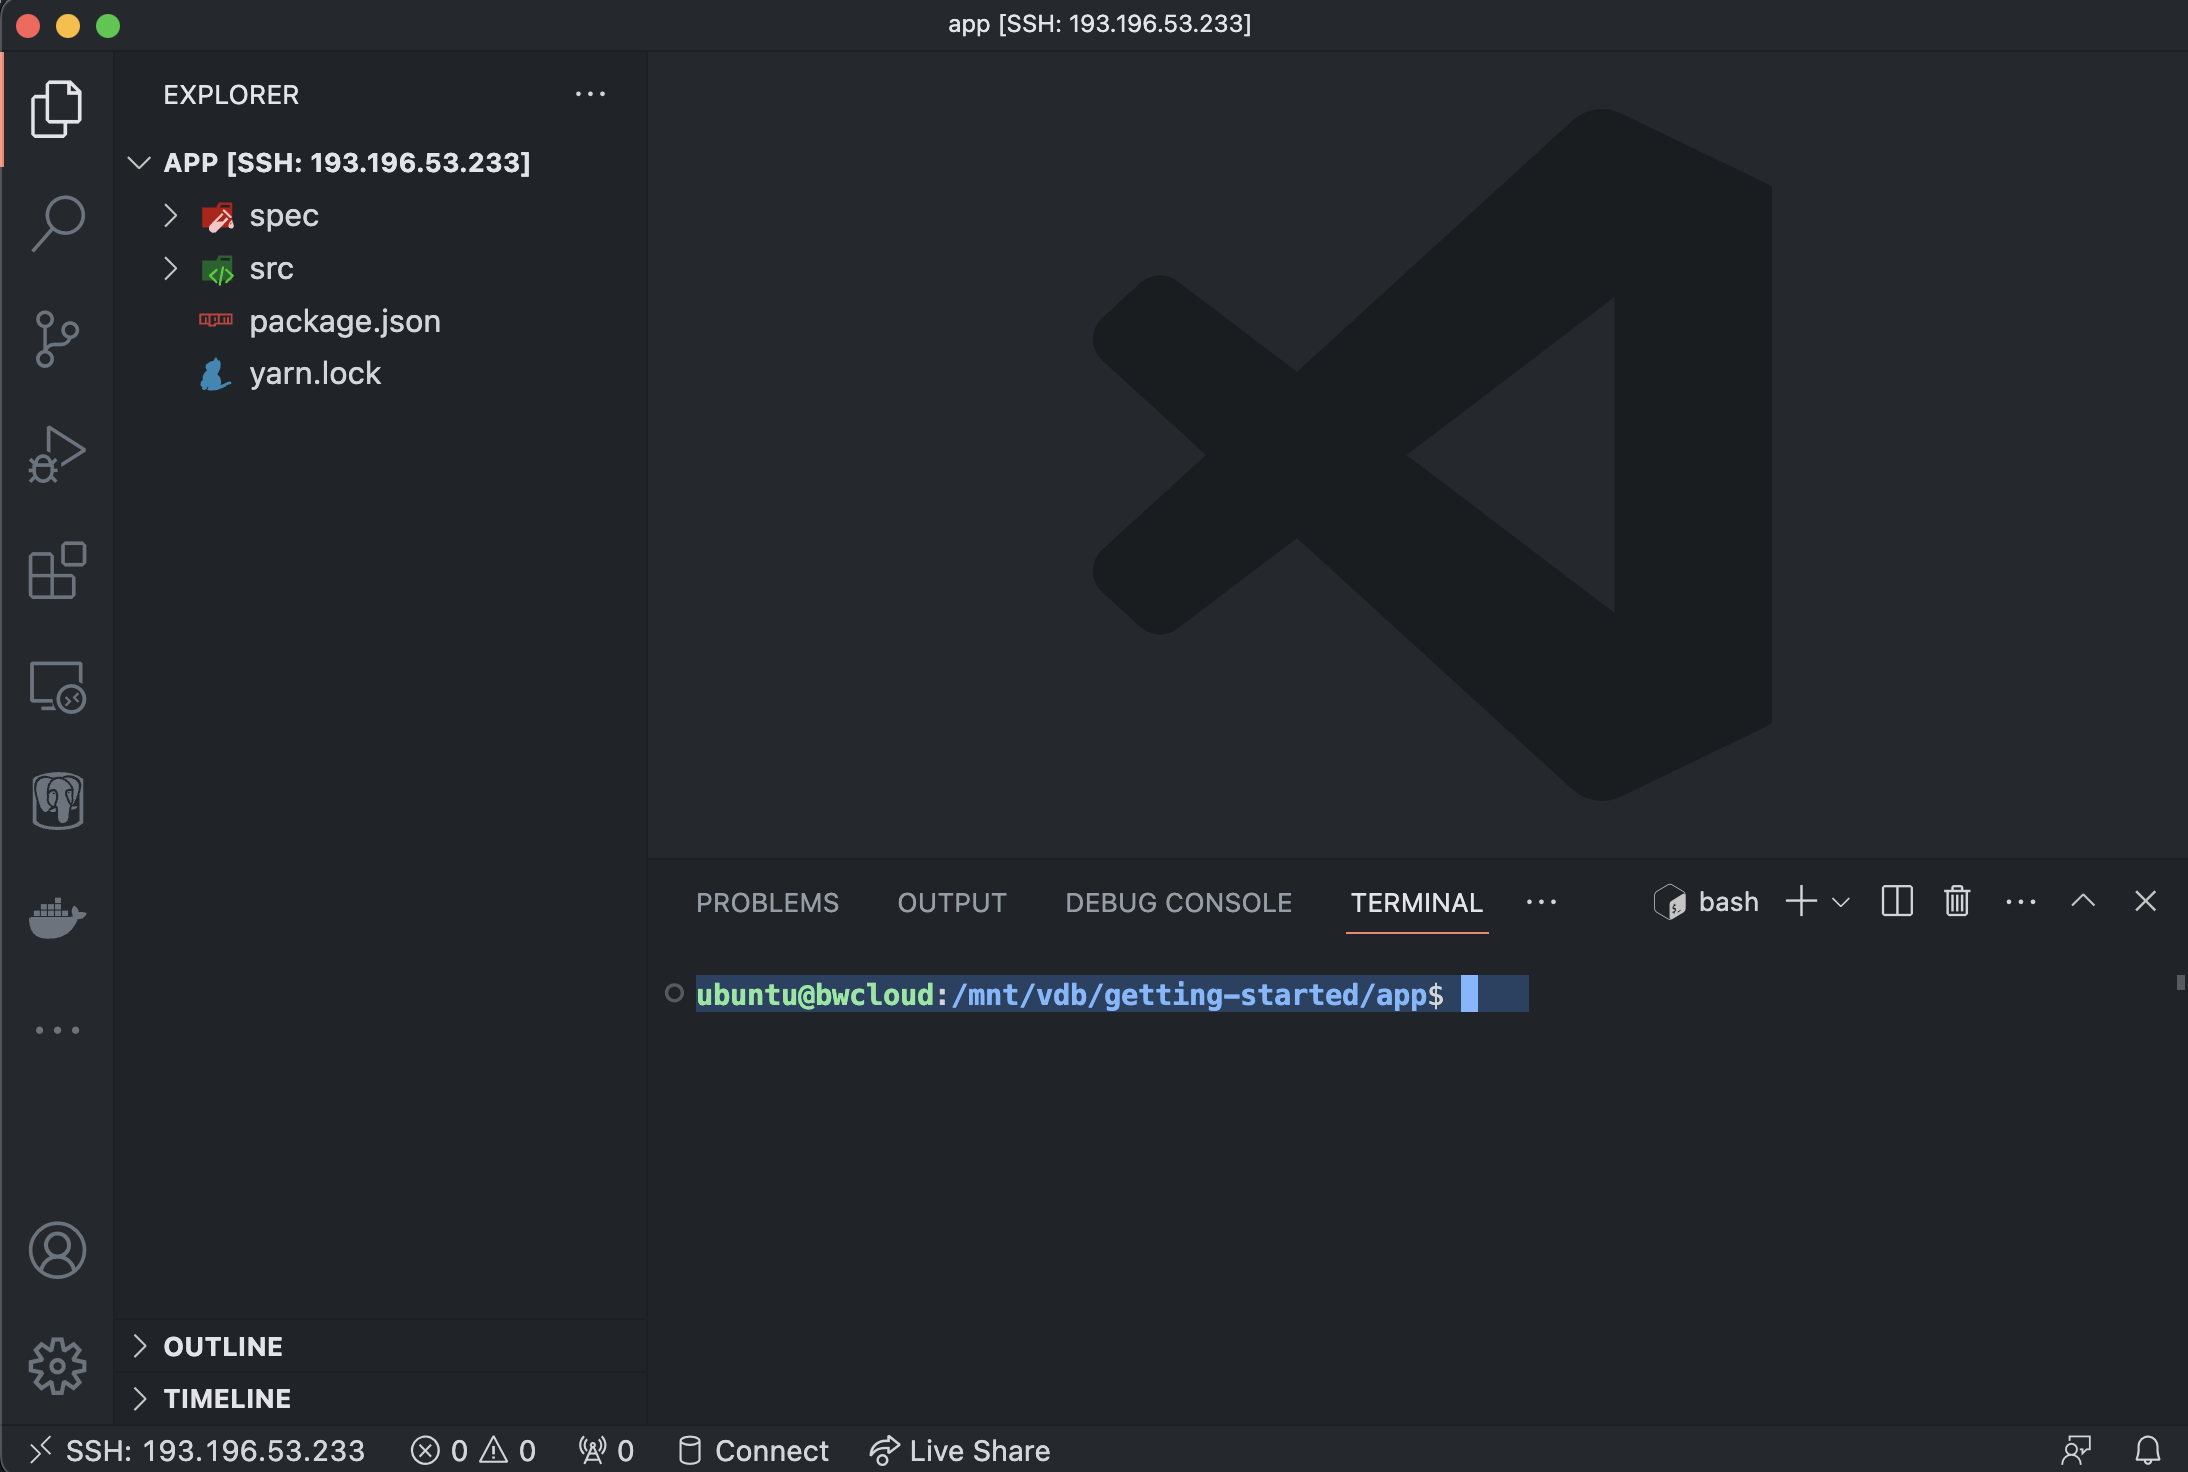 app [SSH: 193.196.53.233]
EXPLORER
APP [SSH: 193.196.53.233]
spec
src
package.json
yarn.lock
PROBLEMS OUTPUT DEBUG CONSOLE TERMINAL bash
ubuntu@bwcloud:/mnt/vdb/getting-started/app$
OUTLINE
TIMELINE
SSH: 193.196.53.233 0 0 0 Connect Live Share